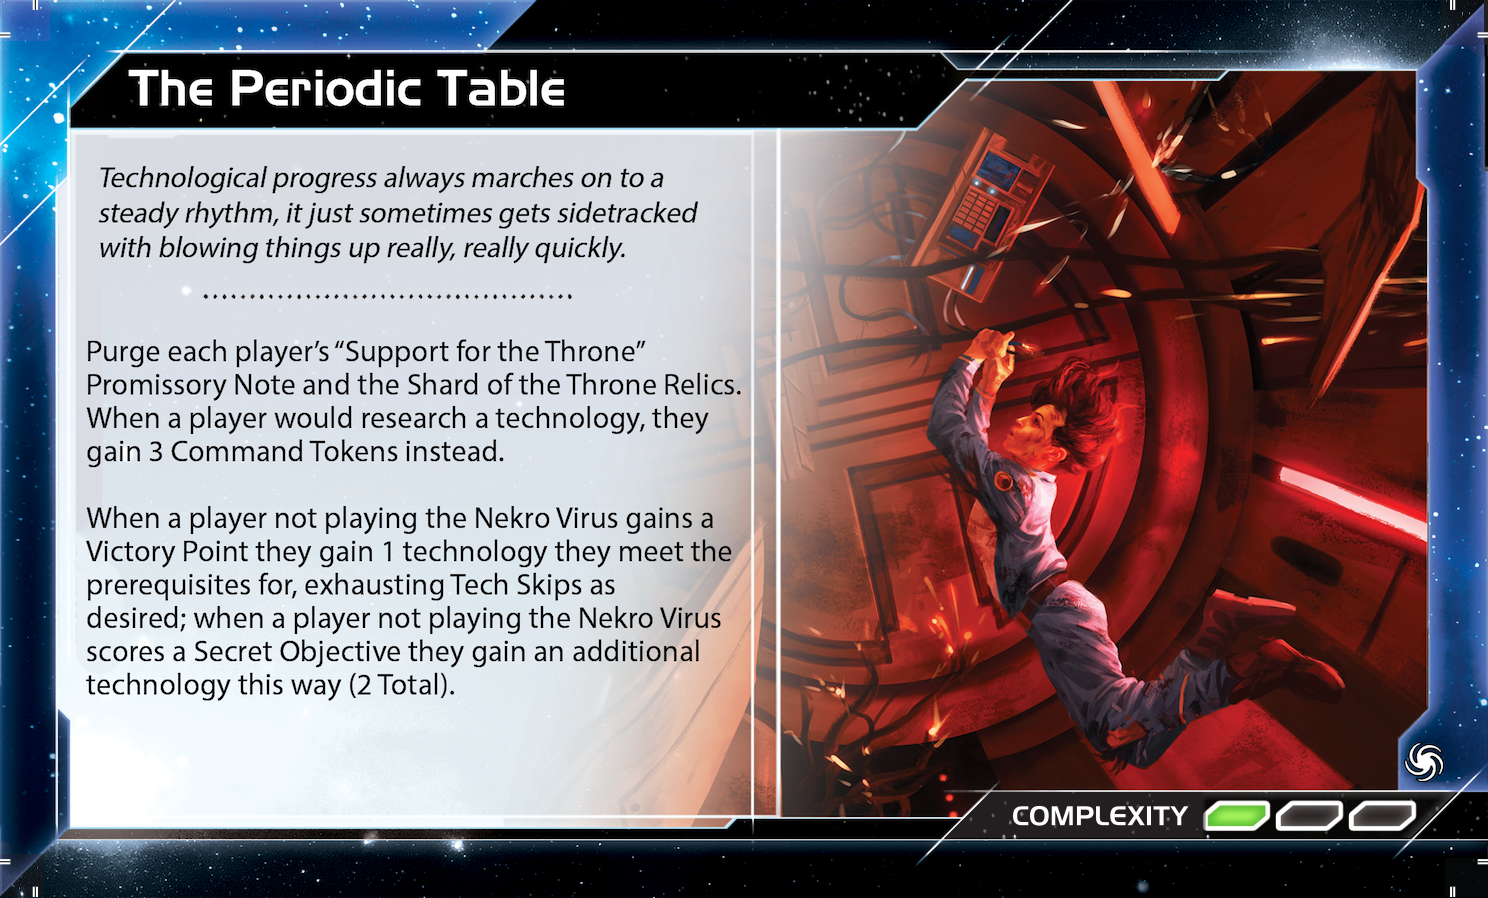 The Periodic Table
Technological progress always marches on to a
steady rhythm, it just sometimes gets sidetracked
with blowing things up really, really quickly.
Purge each player’s “Support for the Throne”
Promissory Note and the Shard of the Throne Relics.
When a player would research a technology, they
gain 3 Command Tokens instead.
When a player not playing the Nekro Virus gains a
Victory Point they gain 1 technology they meet the
prerequisites for, exhausting Tech Skips as
desired; when a player not playing the Nekro Virus
scores a Secret Objective they gain an additional
technology this way (2 Total).
COMPLEXITY